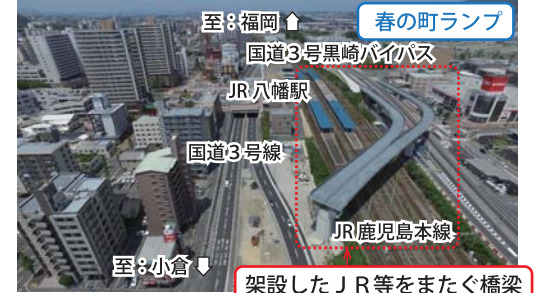 春の町ランプ
至：福岡
国道３号黒崎バイパス
JR八幡駅
国道３号線
JR鹿児島本線
至：小倉
架設したＪＲ等をまたぐ橋梁